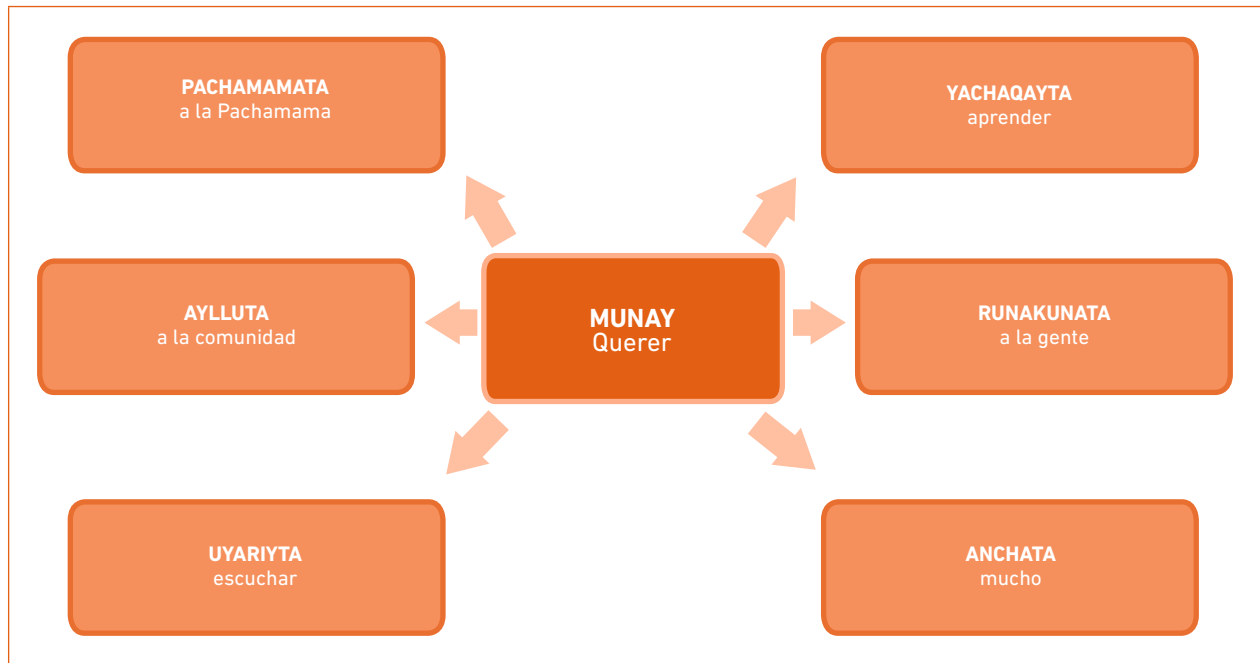 PACHAMAMATA
a la Pachamama
YACHAQAYTA
aprender
AYLLUTA
a la comunidad
MUNAY
Querer
RUNAKUNATA
a la gente
UYARIYTA
escuchar
ANCHATA
mucho